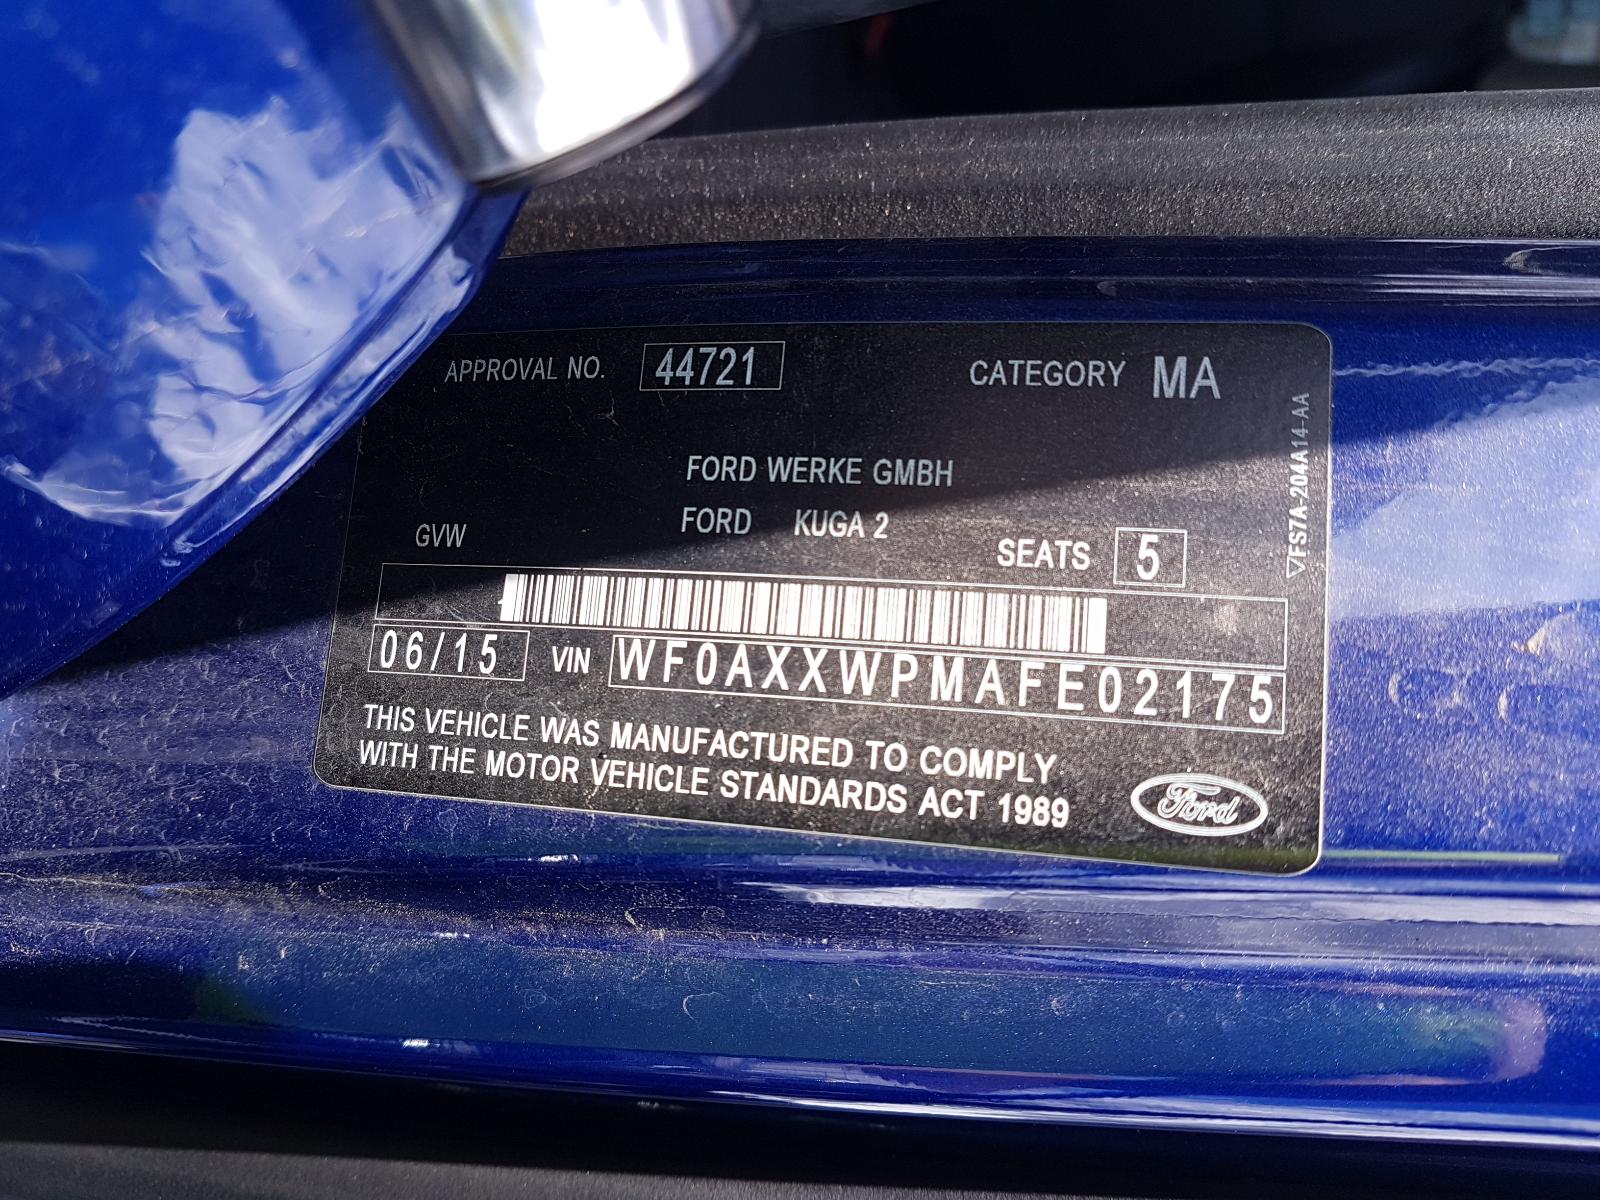 APPROVAL NO. 44721 CATEGORY MA
FORD WERKE GMBH
FORD KUGA 2
GVW SEATS 5
06/15 VIN WF0AXXWPMAFE02175
THIS VEHICLE WAS MANUFACTURED TO COMPLY
WITH THE MOTOR VEHICLE STANDARDS ACT 1989
Ford
FS7A-204A14-AA